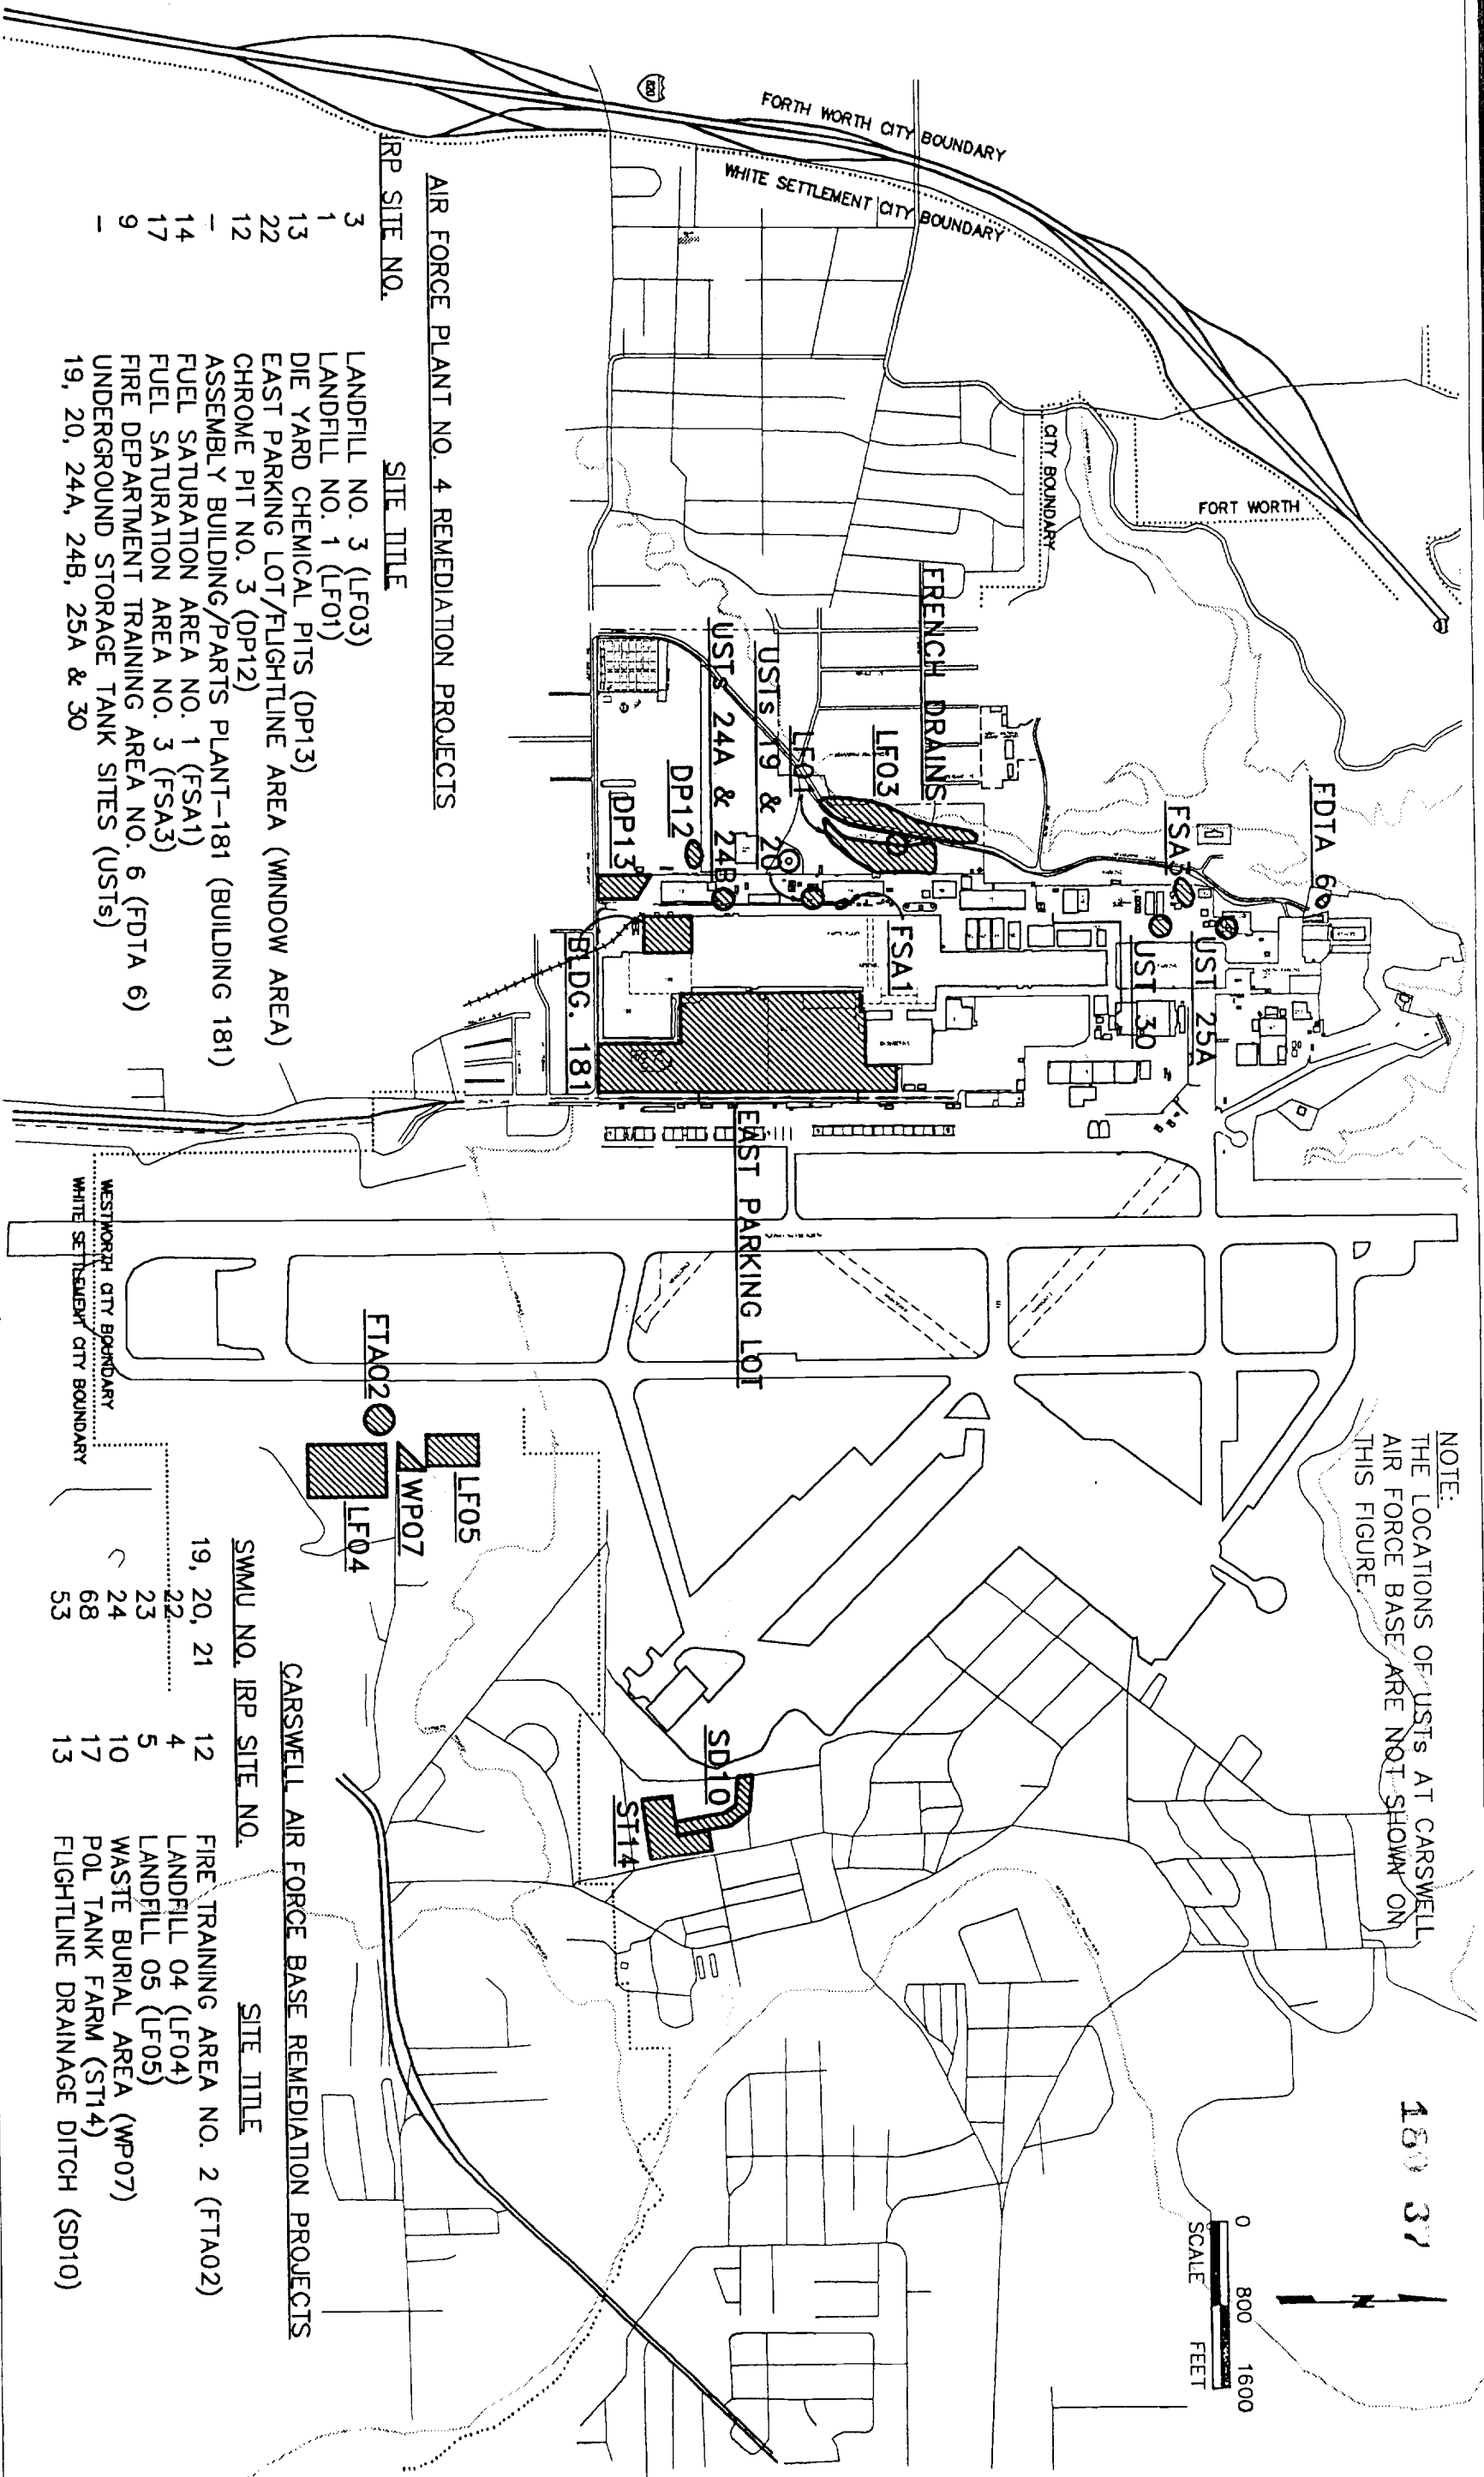 180 37
NOTE:
THE LOCATIONS OF USTs AT CARSWELL
AIR FORCE BASE ARE NOT SHOWN ON
THIS FIGURE.
0 800 1600
SCALE FEET
N
820
FORTH WORTH CITY BOUNDARY
WHITE SETTLEMENT CITY BOUNDARY
FORT WORTH
CITY BOUNDARY
FDTA 6
FSA3
UST 25A
UST 30
FRENCH DRAINS
LF03
FSA1
LF01
USTs 19 & 20
USTs 24A & 24B
DP12
DP13
BLDG. 181
EAST PARKING LOT
SD10
ST14
LF05
WP07
FTA02
LF04
WESTWORTH CITY BOUNDARY
WHITE SETTLEMENT CITY BOUNDARY
AIR FORCE PLANT NO. 4 REMEDIATION PROJECTS
IRP SITE NO. SITE TITLE
3 LANDFILL NO. 3 (LF03)
1 LANDFILL NO. 1 (LF01)
13 DIE YARD CHEMICAL PITS (DP13)
22 EAST PARKING LOT/FLIGHTLINE AREA (WINDOW AREA)
12 CHROME PIT NO. 3 (DP12)
- ASSEMBLY BUILDING/PARTS PLANT-181 (BUILDING 181)
14 FUEL SATURATION AREA NO. 1 (FSA1)
17 FUEL SATURATION AREA NO. 3 (FSA3)
9 FIRE DEPARTMENT TRAINING AREA NO. 6 (FDTA 6)
- UNDERGROUND STORAGE TANK SITES (USTs)
19, 20, 24A, 24B, 25A & 30
CARSWELL AIR FORCE BASE REMEDIATION PROJECTS
SWMU NO. IRP SITE NO. SITE TITLE
19, 20, 21 12 FIRE TRAINING AREA NO. 2 (FTA02)
22 4 LANDFILL 04 (LF04)
23 5 LANDFILL 05 (LF05)
24 10 WASTE BURIAL AREA (WP07)
68 17 POL TANK FARM (ST14)
53 13 FLIGHTLINE DRAINAGE DITCH (SD10)